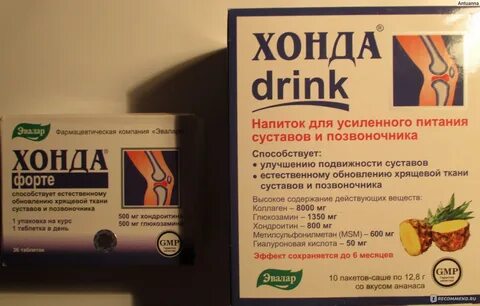 Antuanna
Эвалар
Фармацевтическая компания «Эвалар»
ХОНДА®
форте
способствует естественному
обновлению хрящевой ткани
суставов и позвоночника
1 упаковка на курс
1 таблетка в день
500 мг хондроитина
500 мг глюкозамина
36 таблеток
GMP
ХОНДА®
drink
Напиток для усиленного питания
суставов и позвоночника
Способствует:
• улучшению подвижности суставов
• естественному обновлению хрящевой ткани
суставов и позвоночника
Высокое содержание действующих веществ:
Коллаген – 8000 мг
Глюкозамин – 1350 мг
Хондроитин – 800 мг
Метилсульфонилметан (MSM) – 600 мг
Гиалуроновая кислота – 50 мг
Эффект сохраняется до 6 месяцев
Эвалар
10 пакетов-саше по 12,8 г
со вкусом ананаса
GMP
RECOMMEND.RU